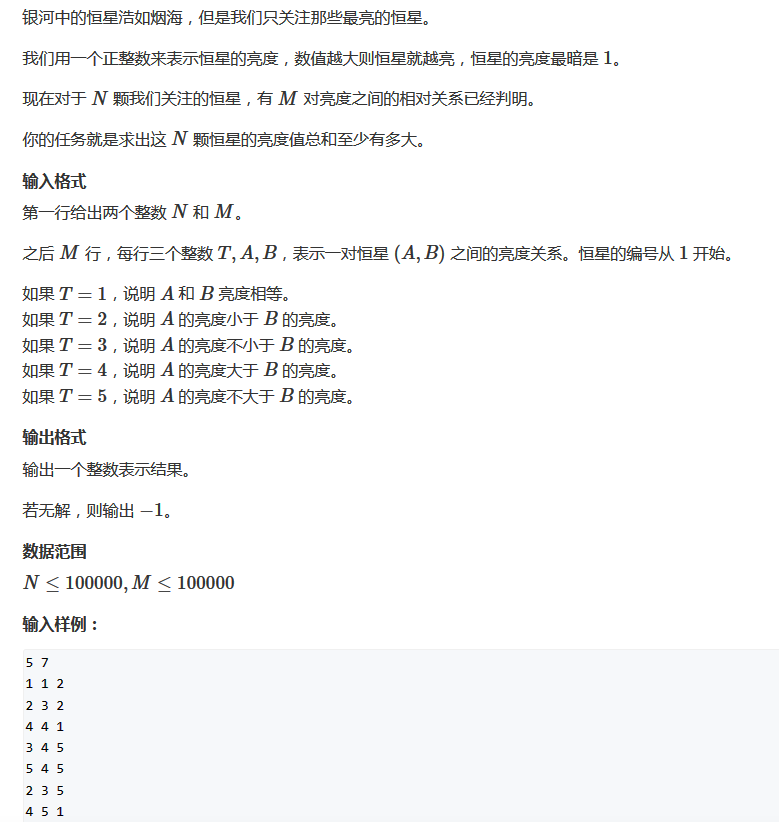 银河中的恒星浩如烟海，但是我们只关注那些最亮的恒星。
我们用一个正整数来表示恒星的亮度，数值越大则恒星就越亮，恒星的亮度最暗是 1。
现在对于 N 颗我们关注的恒星，有 M 对亮度之间的相对关系已经判明。
你的任务就是求出这 N 颗恒星的亮度值总和至少有多大。
输入格式
第一行给出两个整数 N 和 M。
之后 M 行，每行三个整数 T, A, B，表示一对恒星 (A, B) 之间的亮度关系。恒星的编号从 1 开始。
如果 T = 1，说明 A 和 B 亮度相等。
如果 T = 2，说明 A 的亮度小于 B 的亮度。
如果 T = 3，说明 A 的亮度不小于 B 的亮度。
如果 T = 4，说明 A 的亮度大于 B 的亮度。
如果 T = 5，说明 A 的亮度不大于 B 的亮度。
输出格式
输出一个整数表示结果。
若无解，则输出 −1。
数据范围
N ≤ 100000, M ≤ 100000
输入样例：
5 7
1 1 2
2 3 2
4 4 1
3 4 5
5 4 5
2 3 5
4 5 1